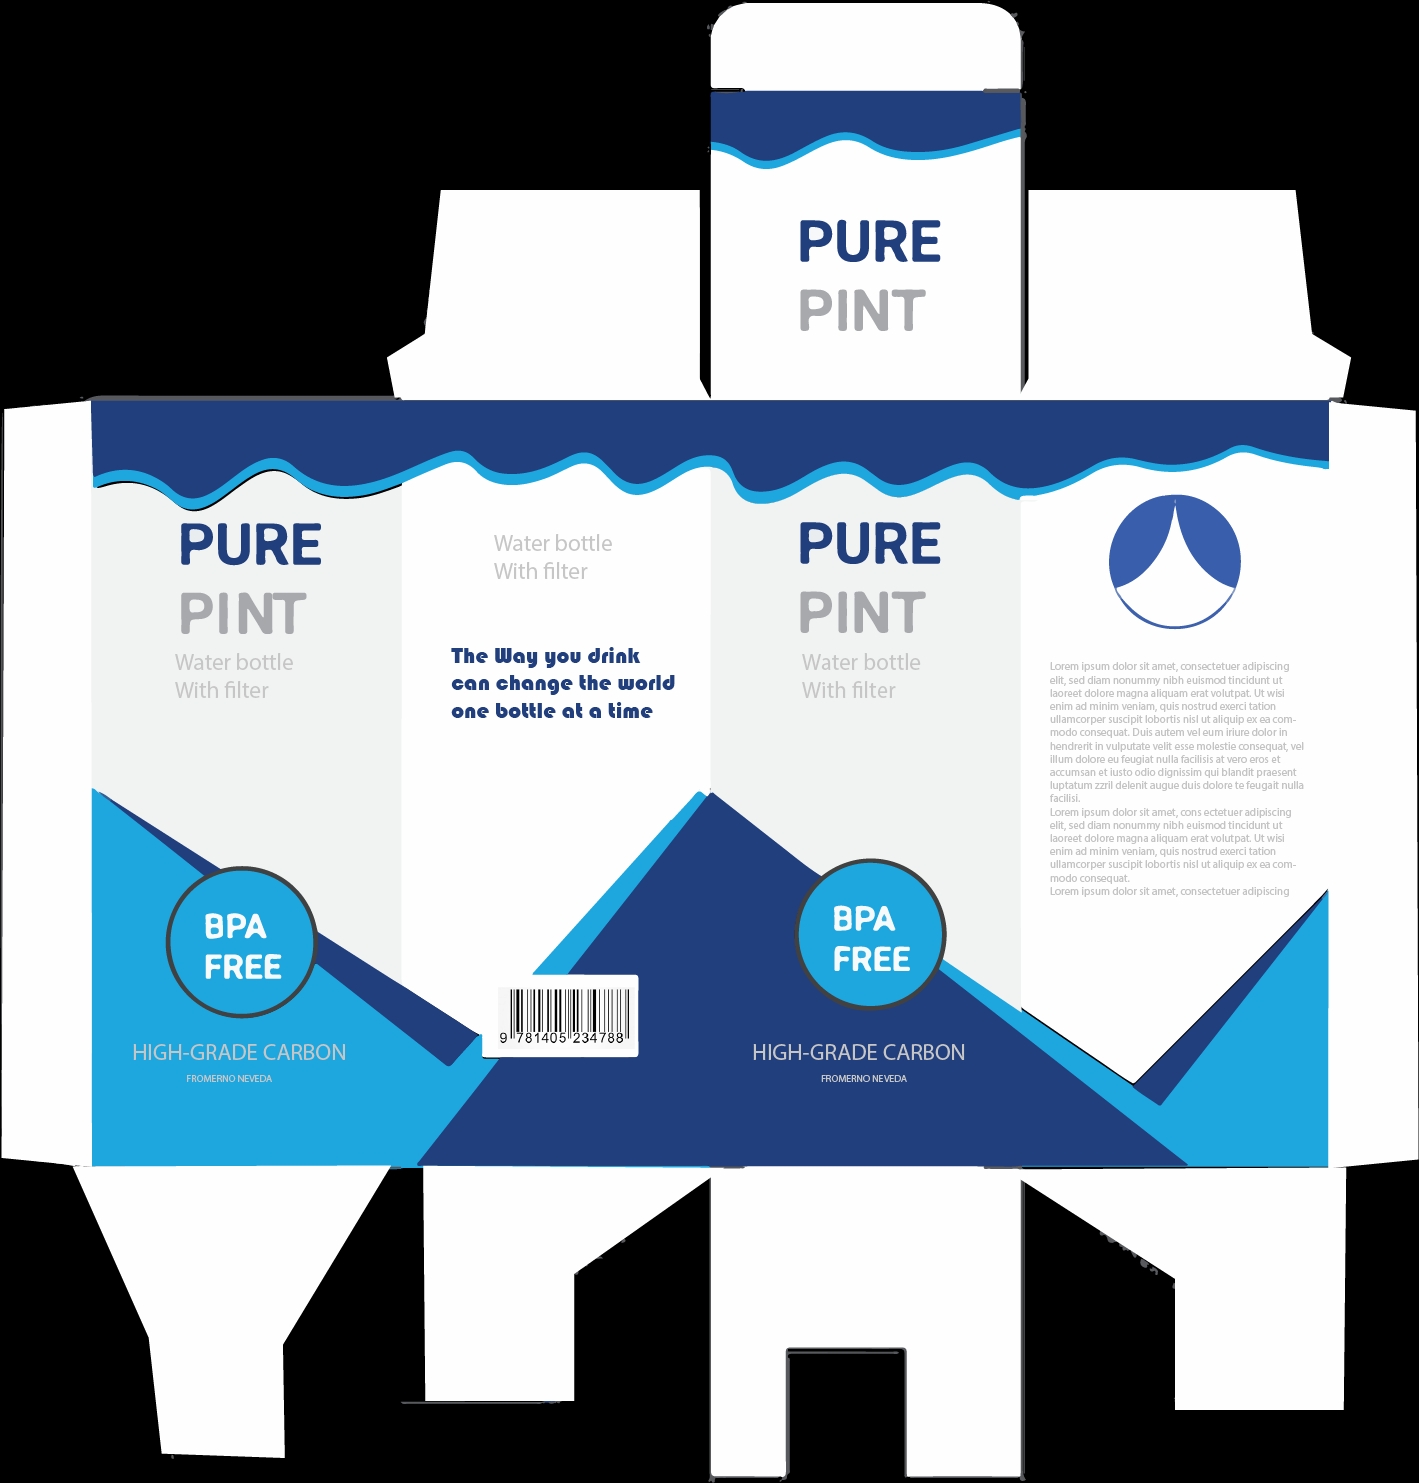 PURE
PINT
PURE
PINT
Water bottle
With filter
BPA
FREE
HIGH-GRADE CARBON
FROMERNO NEVEDA
Water bottle
With filter
The Way you drink
can change the world
one bottle at a time
9 781405 234788
PURE
PINT
Water bottle
With filter
BPA
FREE
HIGH-GRADE CARBON
FROMERNO NEVEDA
Lorem ipsum dolor sit amet, consectetuer adipiscing
elit, sed diam nonummy nibh euismod tincidunt ut
laoreet dolore magna aliquam erat volutpat. Ut wisi
enim ad minim veniam, quis nostrud exerci tation
ullamcorper suscipit lobortis nisl ut aliquip ex ea com-
modo consequat. Duis autem vel eum iriure dolor in
hendrerit in vulputate velit esse molestie consequat, vel
illum dolore eu feugiat nulla facilisis at vero eros et
accumsan et iusto odio dignissim qui blandit praesent
luptatum zzril delenit augue duis dolore te feugait nulla
facilisi.
Lorem ipsum dolor sit amet, cons ectetuer adipiscing
elit, sed diam nonummy nibh euismod tincidunt ut
laoreet dolore magna aliquam erat volutpat. Ut wisi
enim ad minim veniam, quis nostrud exerci tation
ullamcorper suscipit lobortis nisl ut aliquip ex ea com-
modo consequat.
Lorem ipsum dolor sit amet, consectetuer adipiscing